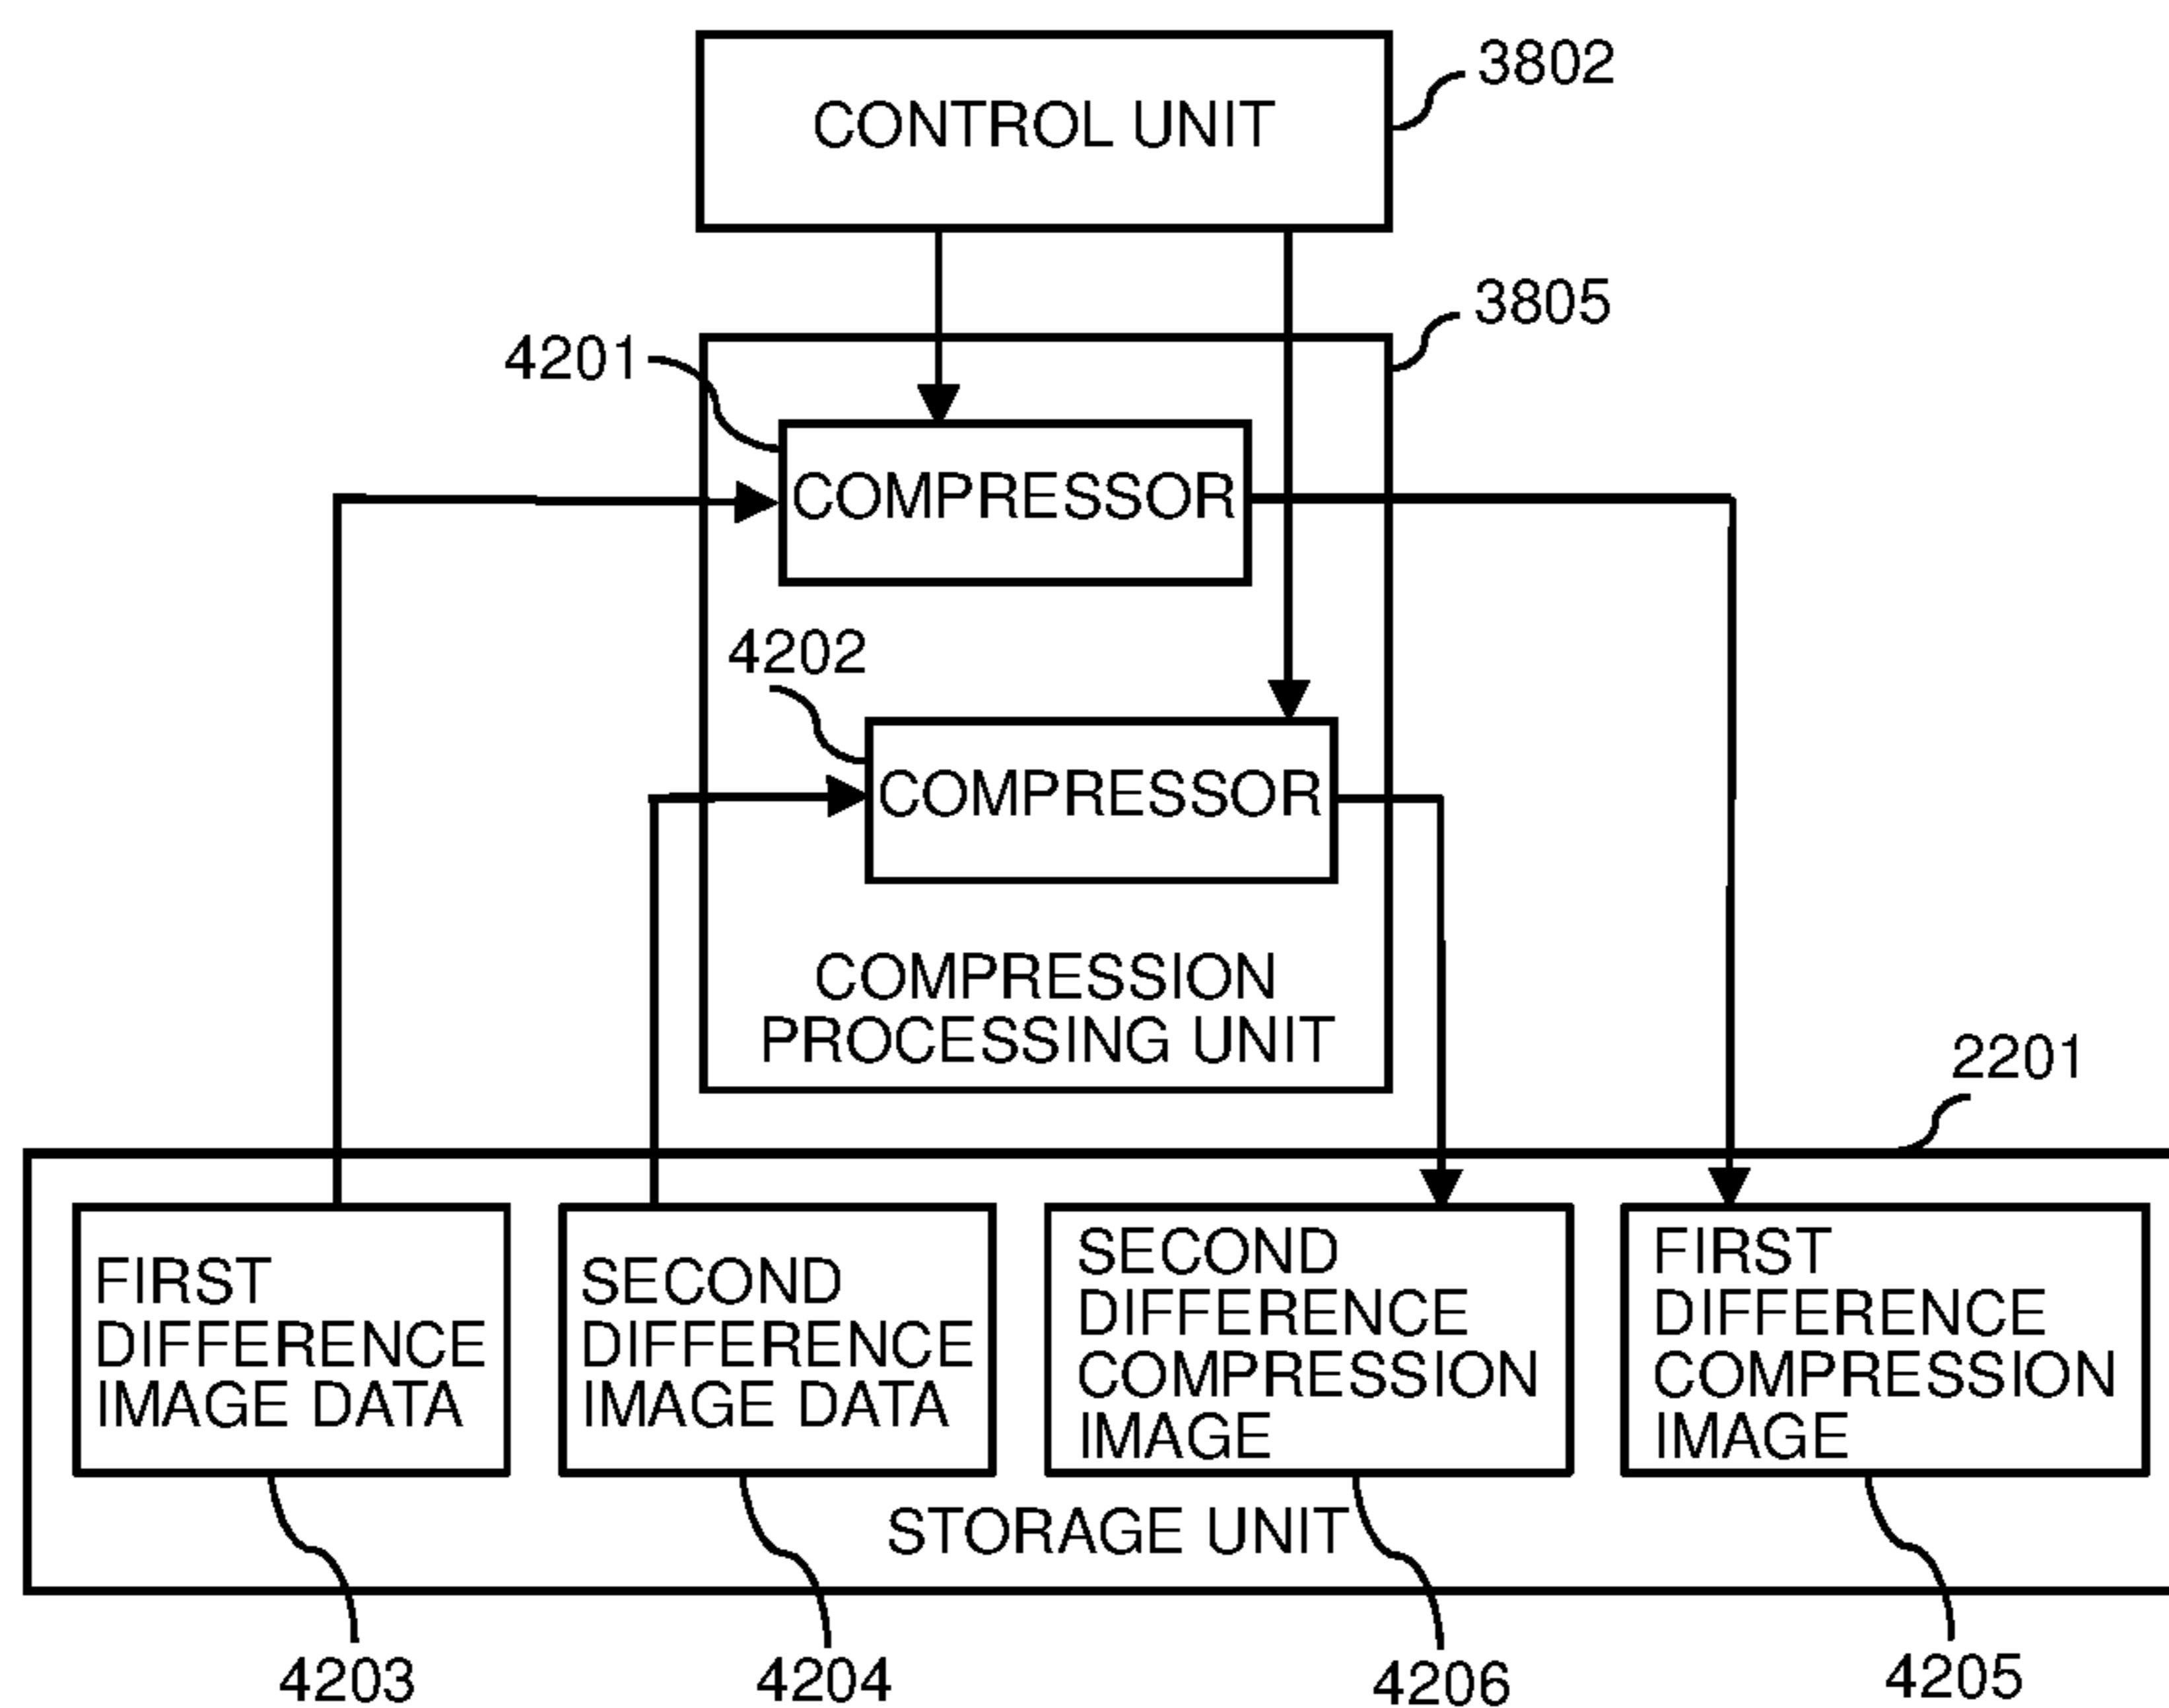 3802
CONTROL UNIT
3805
4201
COMPRESSOR
4202
COMPRESSOR
COMPRESSION
PROCESSING UNIT
2201
FIRST
DIFFERENCE
IMAGE DATA
SECOND
DIFFERENCE
IMAGE DATA
SECOND
DIFFERENCE
COMPRESSION
IMAGE
FIRST
DIFFERENCE
COMPRESSION
IMAGE
STORAGE UNIT
4203
4204
4206
4205